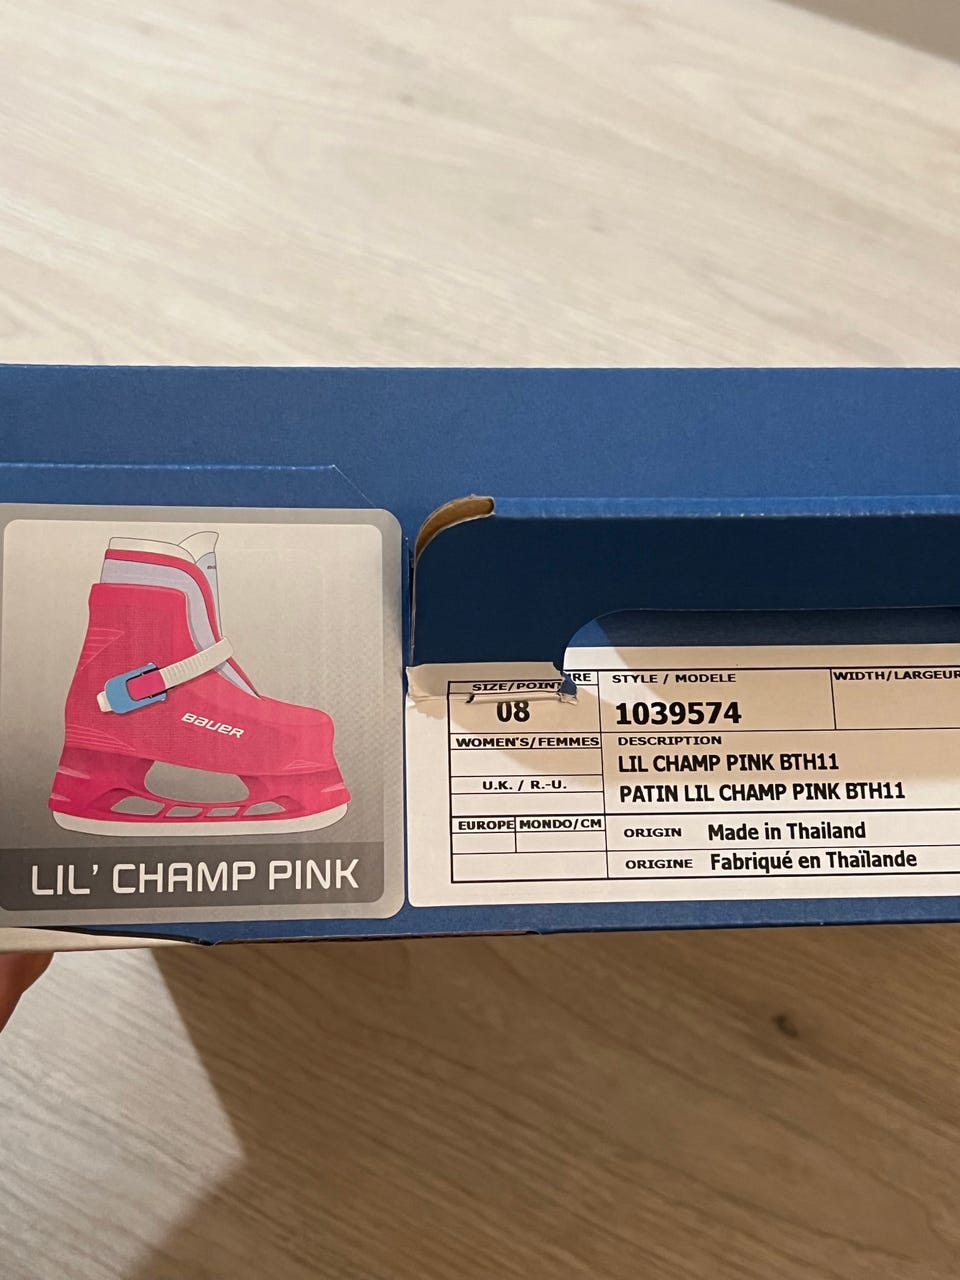 BAUER
LIL' CHAMP PINK
SIZE/POINTURE
08
WOMEN'S/FEMMES
U.K. / R.-U.
EUROPE MONDO/CM
STYLE / MODELE
1039574
WIDTH/LARGEUR
DESCRIPTION
LIL CHAMP PINK BTH11
PATIN LIL CHAMP PINK BTH11
ORIGIN Made in Thailand
ORIGINE Fabriqué en Thaïlande